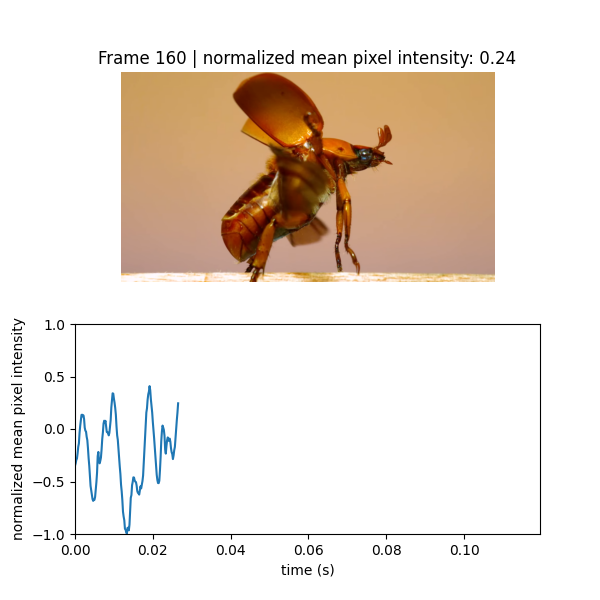 Frame 160 | normalized mean pixel intensity: 0.24
1.0
0.5
0.0
−0.5
−1.0
normalized mean pixel intensity
0.00 0.02 0.04 0.06 0.08 0.10
time (s)